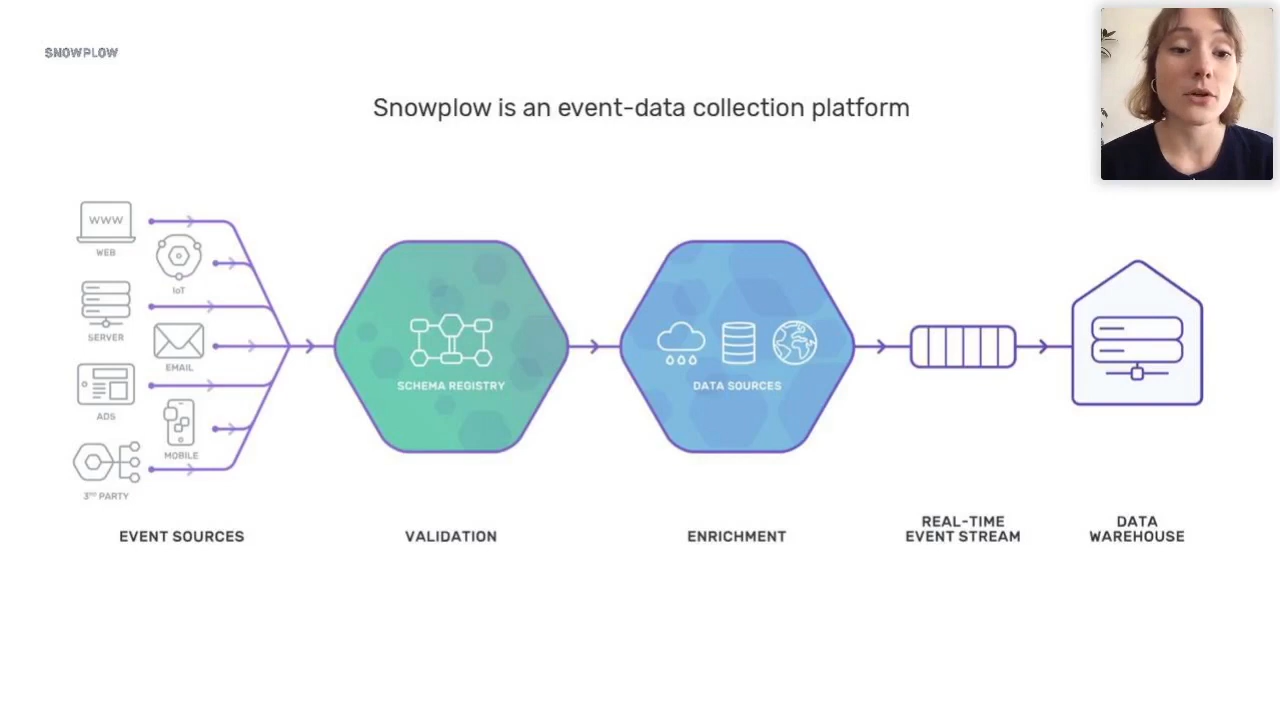 SNOWPLOW
Snowplow is an event-data collection platform
WWW
WEB
IoT
SERVER
EMAIL
ADS
MOBILE
3RD PARTY
SCHEMA REGISTRY
DATA SOURCES
EVENT SOURCES
VALIDATION
ENRICHMENT
REAL-TIME
EVENT STREAM
DATA
WAREHOUSE